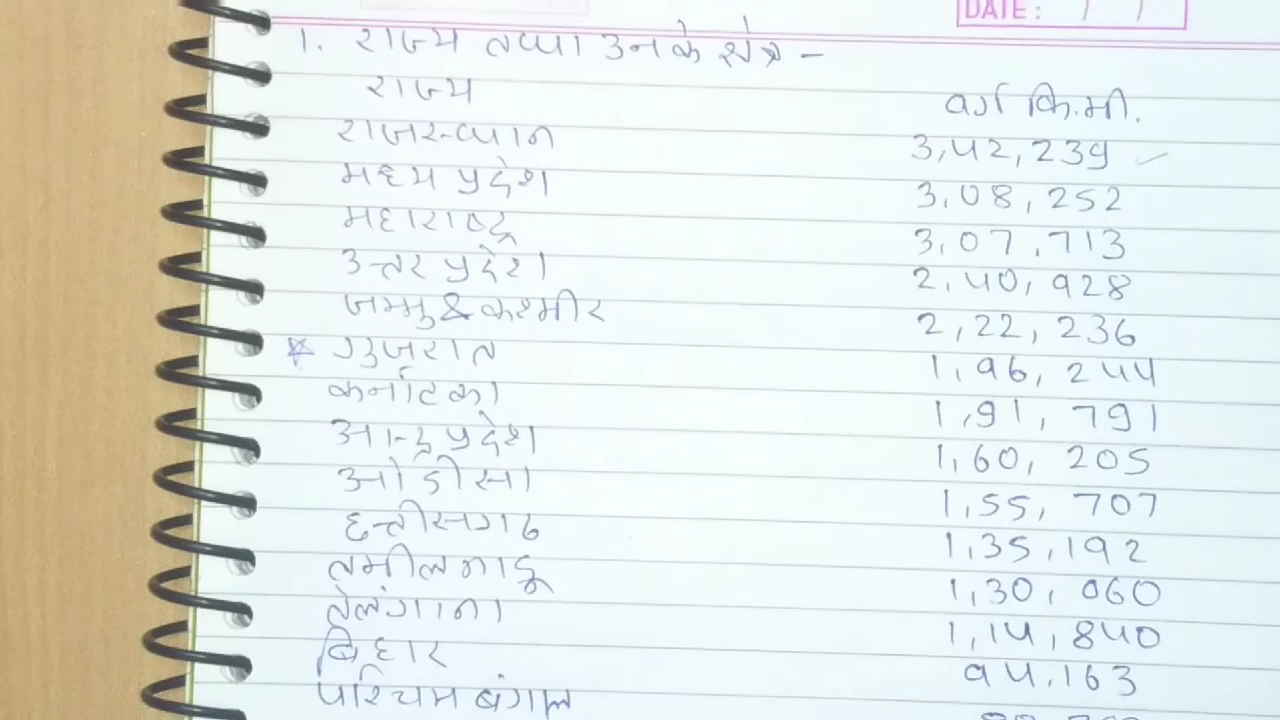 DATE: / /
1. राज्य तथा उनके क्षेत्र -
राज्य वर्ग कि.मी.
राजस्थान 3,42,239
मध्य प्रदेश 3,08,252
महाराष्ट्र 3,07,713
उत्तर प्रदेश 2,40,928
जम्मु & कश्मीर 2,22,236
गुजरात 1,96,244
कर्नाटका 1,91,791
आन्ध्र प्रदेश 1,60,205
ओडीसा 1,55,707
छत्तीसगढ 1,35,192
तमीलनाडू 1,30,060
तेलंगाना 1,14,840
बिहार 94,163
पश्चिम बंगाल